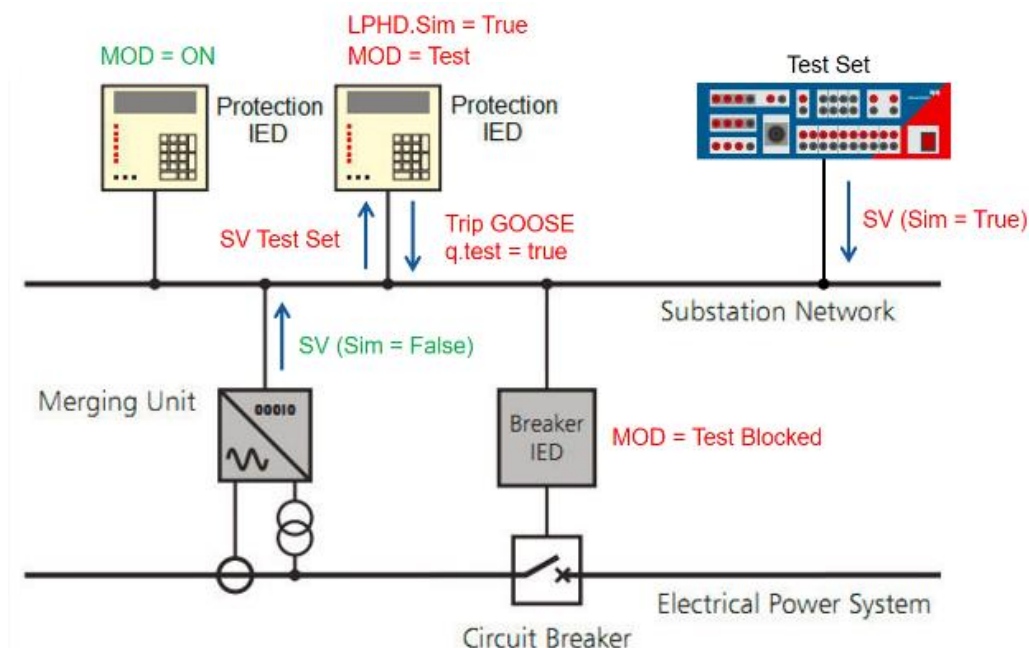 LPHD.Sim = True
MOD = ON
MOD = Test
Test Set
Protection
IED
Protection
IED
SV Test Set
Trip GOOSE
q.test = true
SV (Sim = True)
Substation Network
SV (Sim = False)
Merging Unit
00010
Breaker
IED
MOD = Test Blocked
Electrical Power System
Circuit Breaker